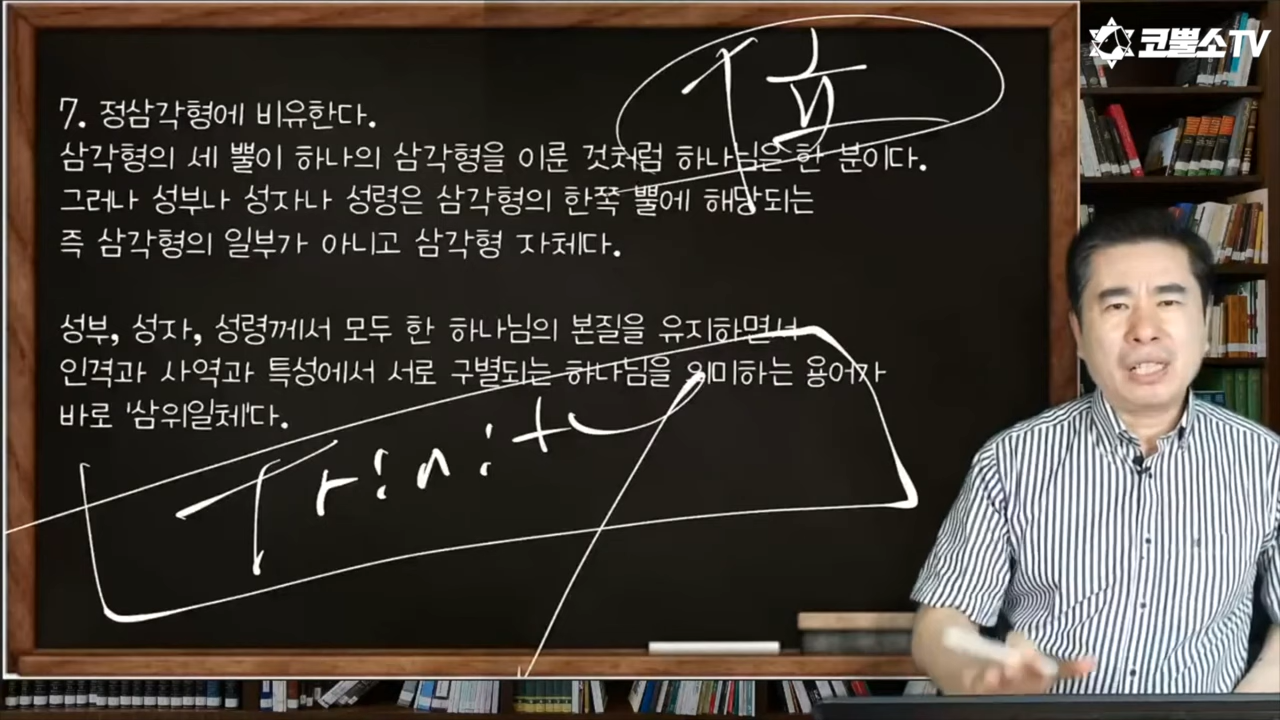 코뿔소TV
7. 정삼각형에 비유한다.
삼각형의 세 뿔이 하나의 삼각형을 이룬 것처럼 하나님은 한 분이다.
그러나 성부나 성자나 성령은 삼각형의 한쪽 뿔에 해당되는
즉 삼각형의 일부가 아니고 삼각형 자체다.
성부, 성자, 성령께서 모두 한 하나님의 본질을 유지하면서
인격과 사역과 특성에서 서로 구별되는 하나님을 의미하는 용어가
바로 '삼위일체'다.
Trinity